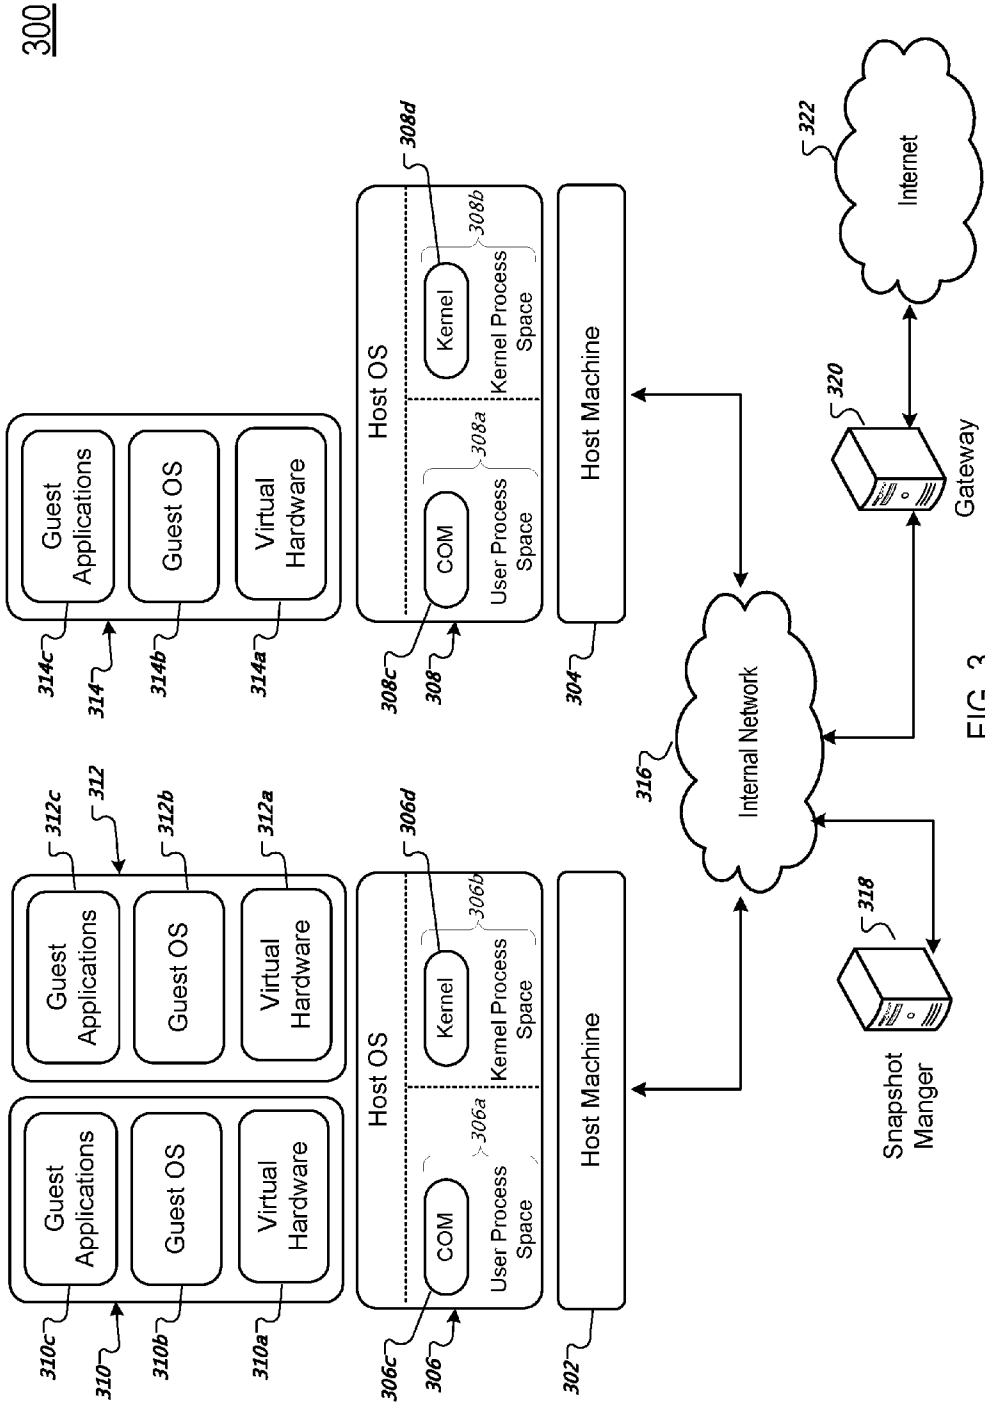 300
Guest
Applications
Guest OS
Virtual
Hardware
310c
310
310b
310a
Guest
Applications
Guest OS
Virtual
Hardware
312c
312
312b
312a
Guest
Applications
Guest OS
Virtual
Hardware
314c
314
314b
314a
Host OS
COM
User Process
Space
306a
Kernel
Kernel Process
Space
306b
306c
306
306d
Host OS
COM
User Process
Space
308a
Kernel
Kernel Process
Space
308b
308c
308
308d
Host Machine
302
Host Machine
304
Internal Network
316
Snapshot
Manger
318
Gateway
320
Internet
322
FIG. 3